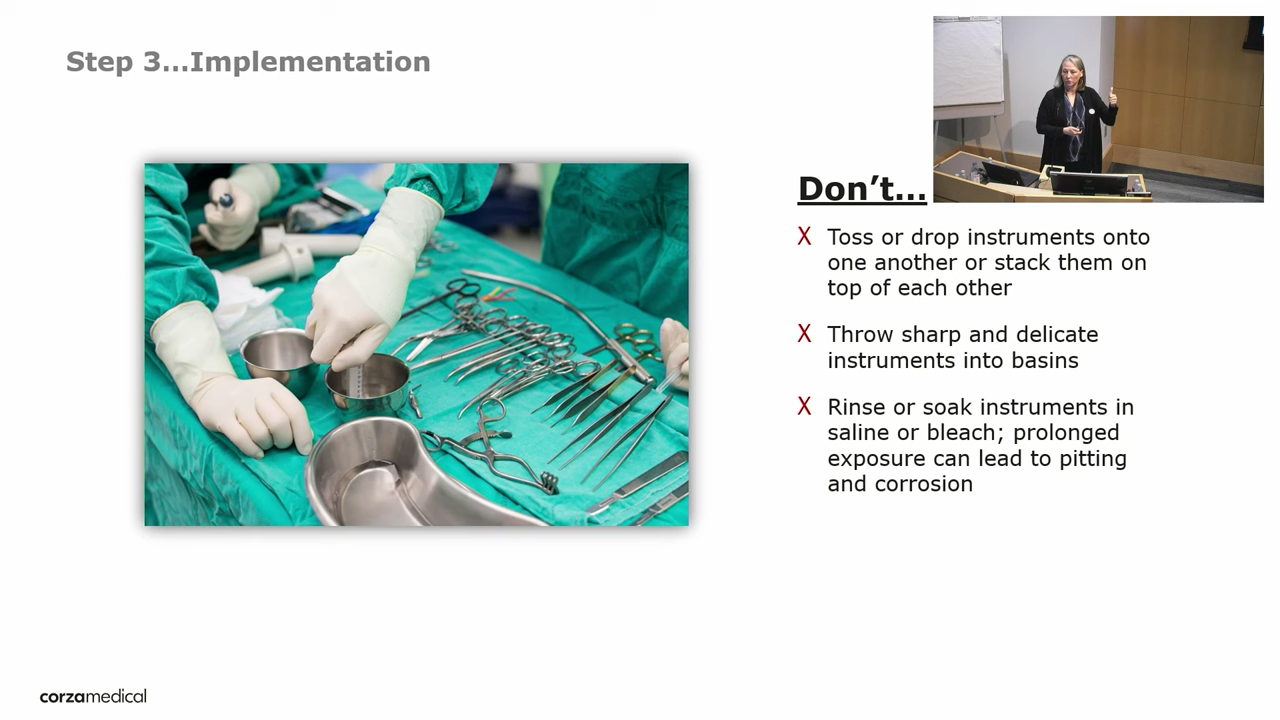 Step 3...Implementation
Don’t...
X Toss or drop instruments onto
one another or stack them on
top of each other
X Throw sharp and delicate
instruments into basins
X Rinse or soak instruments in
saline or bleach; prolonged
exposure can lead to pitting
and corrosion
corzamedical